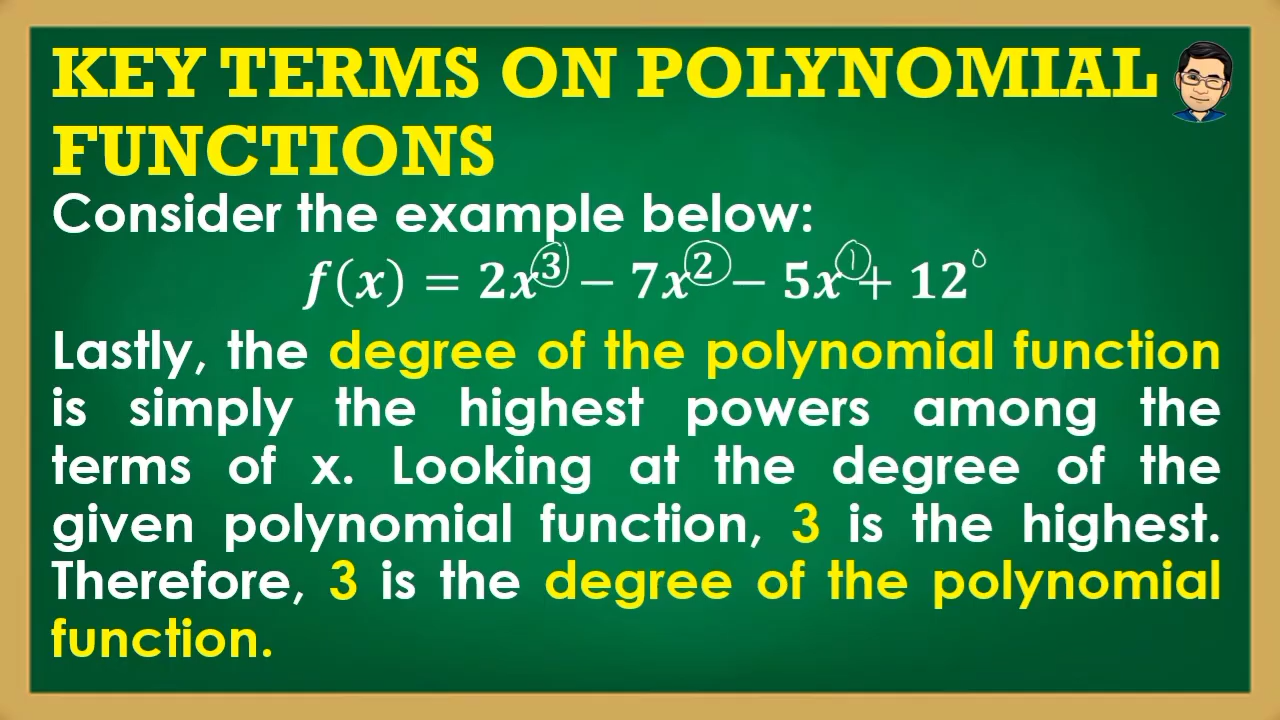 KEY TERMS ON POLYNOMIAL
FUNCTIONS
Consider the example below:
f(x) = 2x³ − 7x² − 5x¹ + 12⁰
Lastly, the degree of the polynomial function
is simply the highest powers among the
terms of x. Looking at the degree of the
given polynomial function, 3 is the highest.
Therefore, 3 is the degree of the polynomial
function.